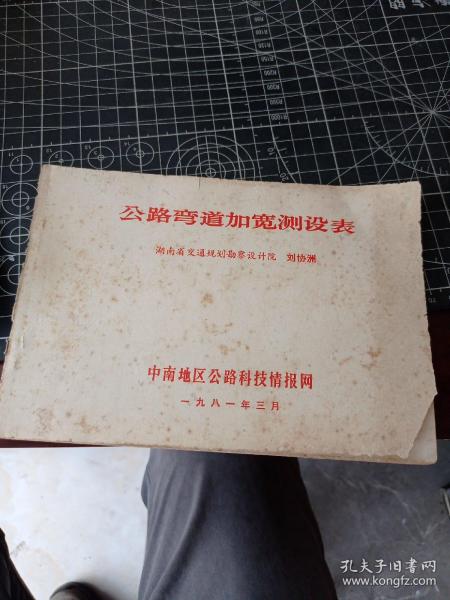 公路弯道加宽测设表
湖南省交通规划勘察设计院 刘协洲
中南地区公路科技情报网
一九八一年三月
孔夫子旧书网
www.kongfz.com